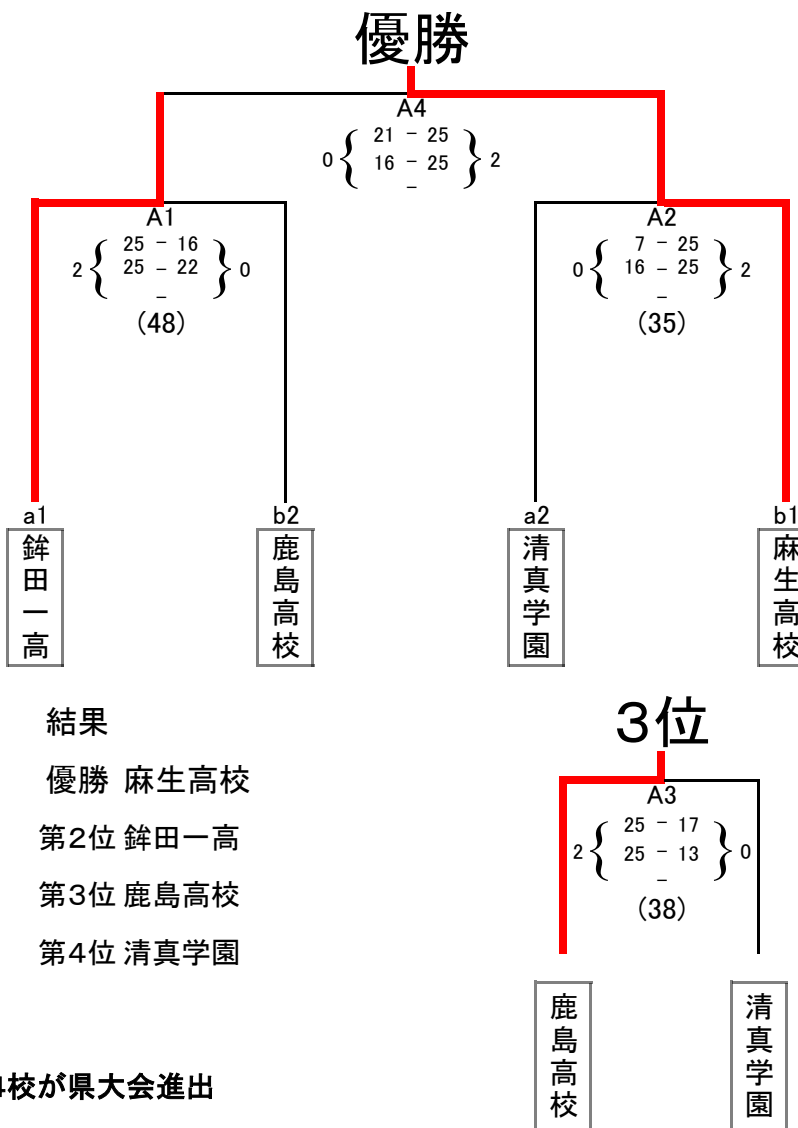 優勝
A4
21 - 25
0 { 16 - 25 } 2
-
A1
25 - 16
2 { 25 - 22 } 0
-
(48)
A2
7 - 25
0 { 16 - 25 } 2
-
(35)
a1
鉾田一高
b2
鹿島高校
a2
清真学園
b1
麻生高校
結果
優勝 麻生高校
第2位 鉾田一高
第3位 鹿島高校
第4位 清真学園
3位
A3
25 - 17
2 { 25 - 13 } 0
-
(38)
鹿島高校
清真学園
校が県大会進出